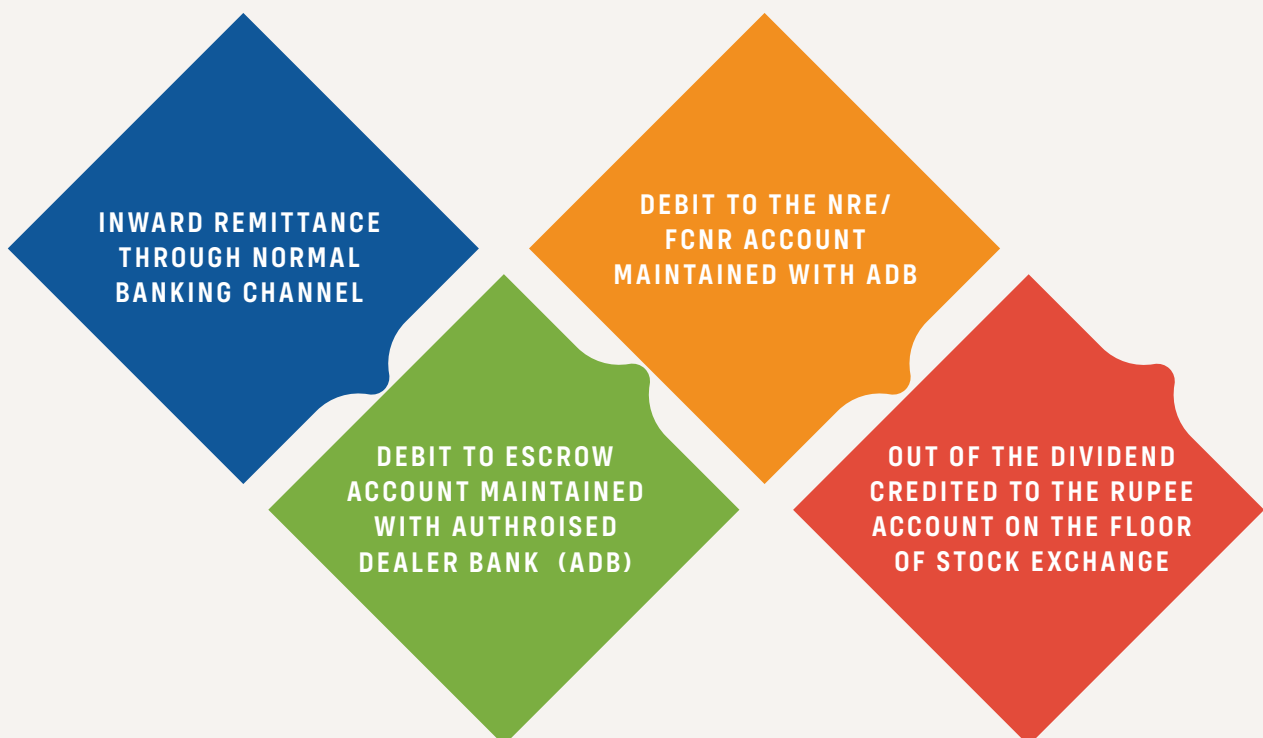 INWARD REMITTANCE
THROUGH NORMAL
BANKING CHANNEL
DEBIT TO ESCROW
ACCOUNT MAINTAINED
WITH AUTHROISED
DEALER BANK (ADB)
DEBIT TO THE NRE/
FCNR ACCOUNT
MAINTAINED WITH ADB
OUT OF THE DIVIDEND
CREDITED TO THE RUPEE
ACCOUNT ON THE FLOOR
OF STOCK EXCHANGE